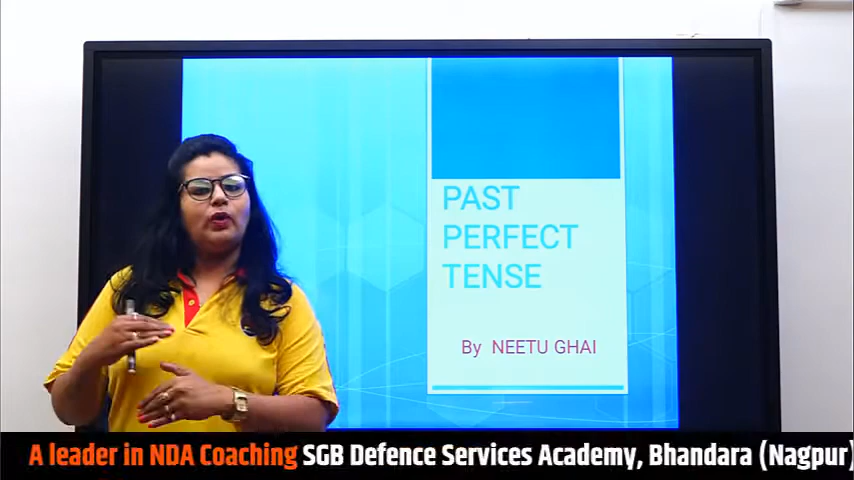 PAST
PERFECT
TENSE
By NEETU GHAI
A leader in NDA Coaching SGB Defence Services Academy, Bhandara (Nagpur)